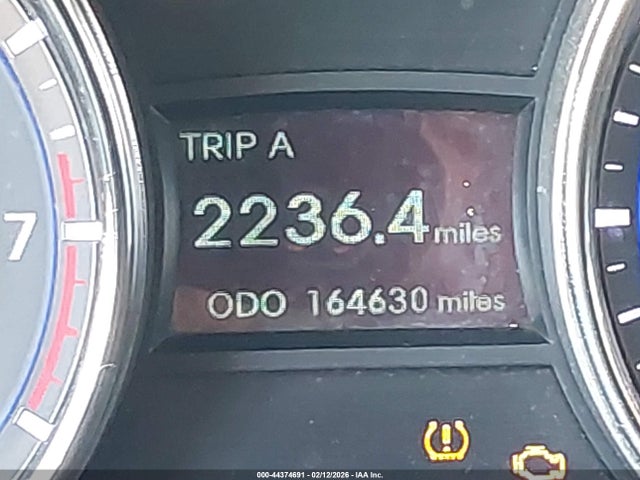 TRIP A
2236.4 miles
ODO 164630 miles
7
000-44374691 - 02/12/2026 - IAA Inc.